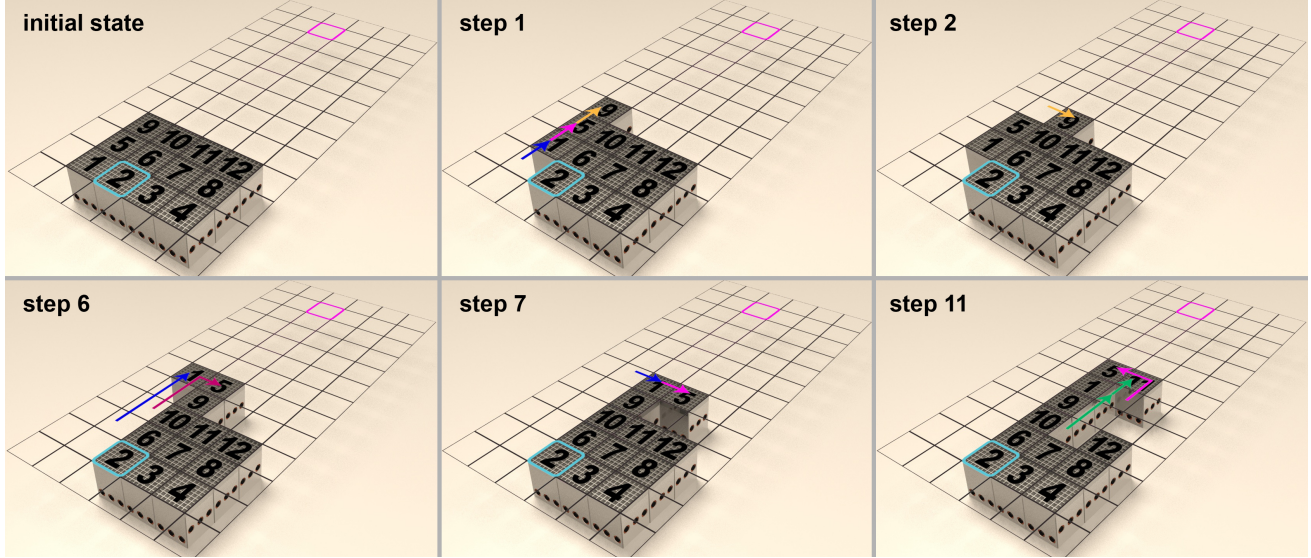 initial state
9 10 11 12
5 6 7 8
1 2 3 4
step 1
9
5 10 11 12
6 7 8
2 3 4
step 2
9
5 10 11 12
1 6 7 8
2 3 4
step 6
1 5
9
10 11 12
6 7 8
2 3 4
step 7
1 5
9
10 11 12
6 7 8
2 3 4
step 11
5
1
9
10 12
6 7 8
2 3 4